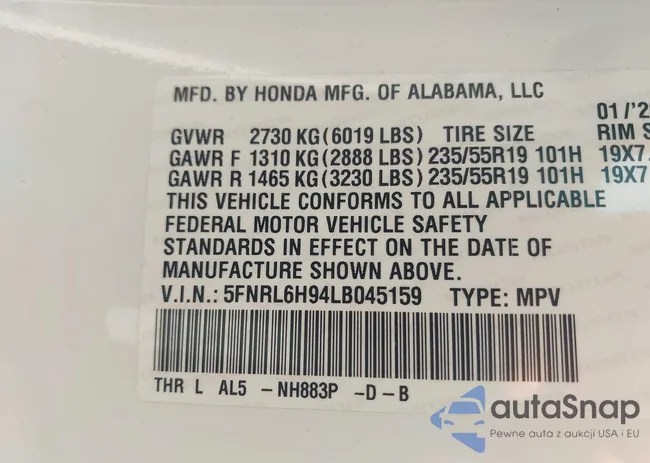 MFD. BY HONDA MFG. OF ALABAMA, LLC
01/'2
GVWR 2730 KG(6019 LBS) TIRE SIZE RIM S
GAWR F 1310 KG(2888 LBS) 235/55R19 101H 19X7.
GAWR R 1465 KG(3230 LBS) 235/55R19 101H 19X7
THIS VEHICLE CONFORMS TO ALL APPLICABLE
FEDERAL MOTOR VEHICLE SAFETY
STANDARDS IN EFFECT ON THE DATE OF
MANUFACTURE SHOWN ABOVE.
V.I.N.: 5FNRL6H94LB045159 TYPE: MPV
THR L AL5 -NH883P -D-B
autaSnap
Pewne auta z aukcji USA i EU